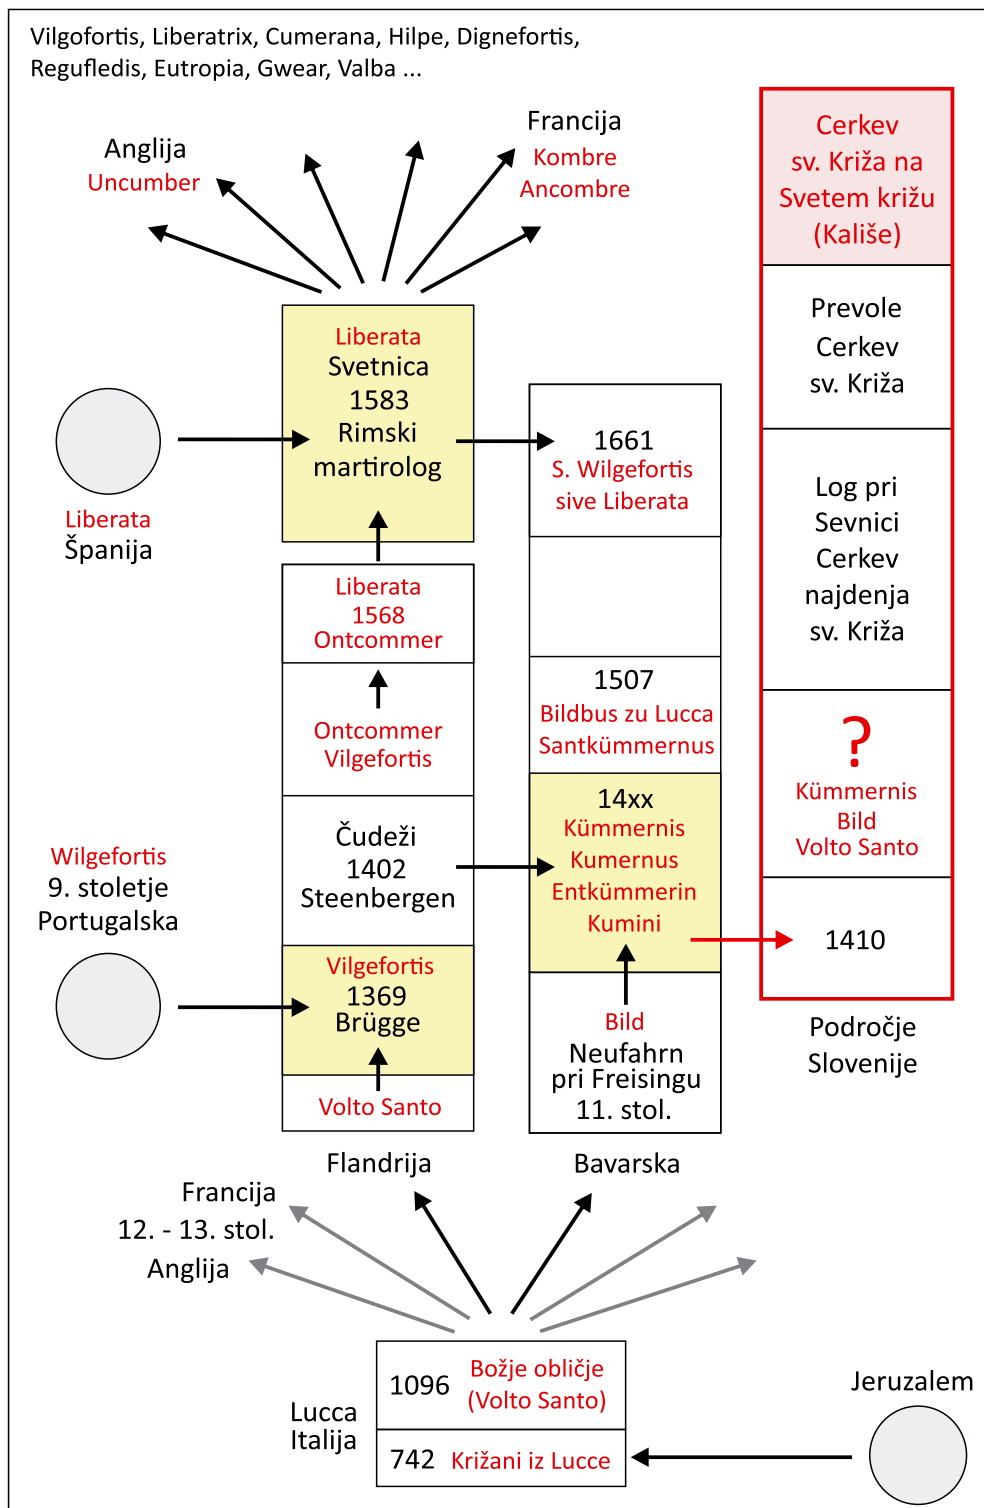 Vilgofortis, Liberatrix, Cumerana, Hilpe, Dignefortis,
Regufledis, Eutropia, Gwear, Valba ...
Anglija
Uncumber
Francija
Kombre
Ancombre
Liberata
Svetnica
1583
Rimski
martirolog
Liberata
Španija
Liberata
1568
Ontcommer
Ontcommer
Vilgefortis
Čudeži
1402
Steenbergen
Wilgefortis
9. stoletje
Portugalska
Vilgefortis
1369
Brügge
Volto Santo
Flandrija
1661
S. Wilgefortis
sive Liberata
1507
Bildbus zu Lucca
Santkümmernus
14xx
Kümmernis
Kumernus
Entkümmerin
Kumini
Bild
Neufahrn
pri Freisingu
11. stol.
Bavarska
Cerkev
sv. Križa na
Svetem križu
(Kališe)
Prevole
Cerkev
sv. Križa
Log pri
Sevnici
Cerkev
najdenja
sv. Križa
?
Kümmernis
Bild
Volto Santo
1410
Področje
Slovenije
Francija
12. - 13. stol.
Anglija
Lucca
Italija
1096 Božje obličje
(Volto Santo)
742 Križani iz Lucce
Jeruzalem